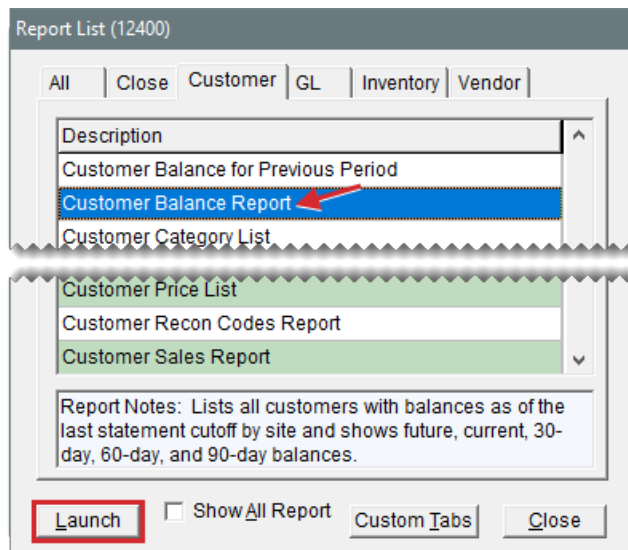 Report List (12400)
All Close Customer GL Inventory Vendor
Description
Customer Balance for Previous Period
Customer Balance Report
Customer Category List
Customer Price List
Customer Recon Codes Report
Customer Sales Report
Report Notes:  Lists all customers with balances as of the
last statement cutoff by site and shows future, current, 30-
day, 60-day, and 90-day balances.
Launch Show All Report Custom Tabs Close